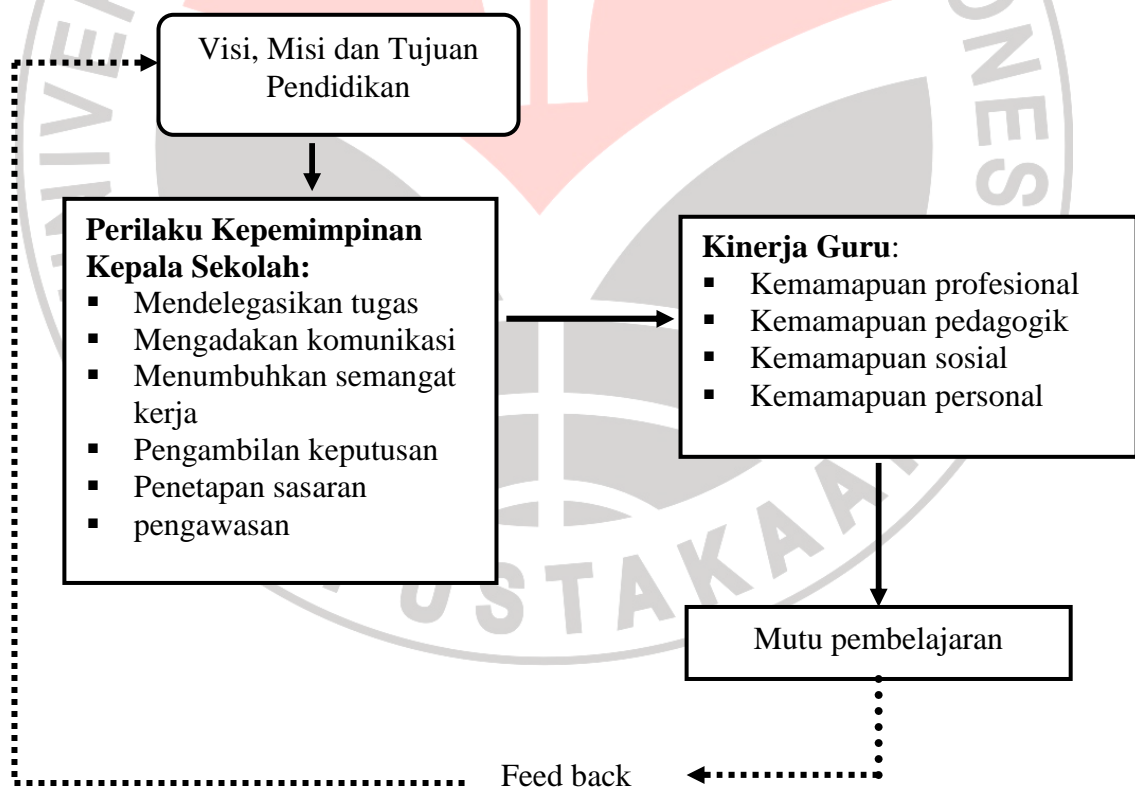 Visi, Misi dan Tujuan
Pendidikan
Perilaku Kepemimpinan
Kepala Sekolah:
▪ Mendelegasikan tugas
▪ Mengadakan komunikasi
▪ Menumbuhkan semangat
kerja
▪ Pengambilan keputusan
▪ Penetapan sasaran
▪ pengawasan
Kinerja Guru:
▪ Kemamapuan profesional
▪ Kemamapuan pedagogik
▪ Kemamapuan sosial
▪ Kemamapuan personal
Mutu pembelajaran
Feed back